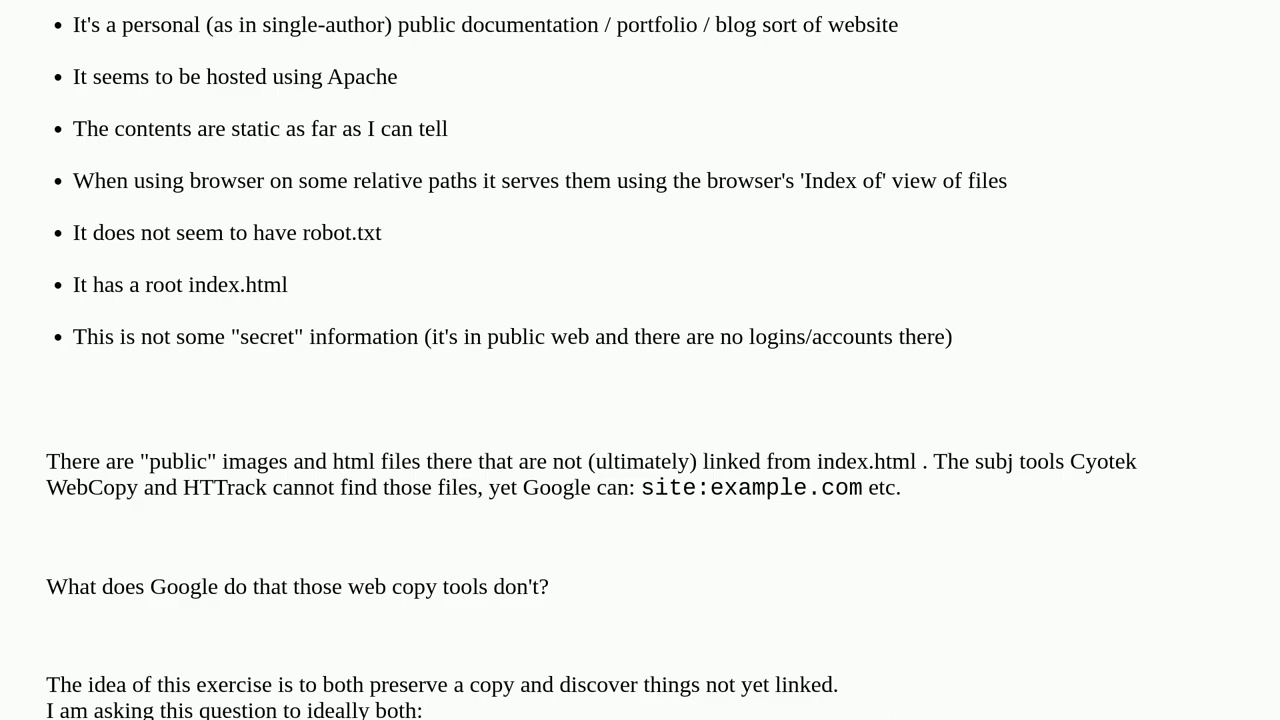 It's a personal (as in single-author) public documentation / portfolio / blog sort of website
It seems to be hosted using Apache
The contents are static as far as I can tell
When using browser on some relative paths it serves them using the browser's 'Index of' view of files
It does not seem to have robot.txt
It has a root index.html
This is not some "secret" information (it's in public web and there are no logins/accounts there)
There are "public" images and html files there that are not (ultimately) linked from index.html . The subj tools Cyotek
WebCopy and HTTrack cannot find those files, yet Google can: site:example.com etc.
What does Google do that those web copy tools don't?
The idea of this exercise is to both preserve a copy and discover things not yet linked.
I am asking this question to ideally both: